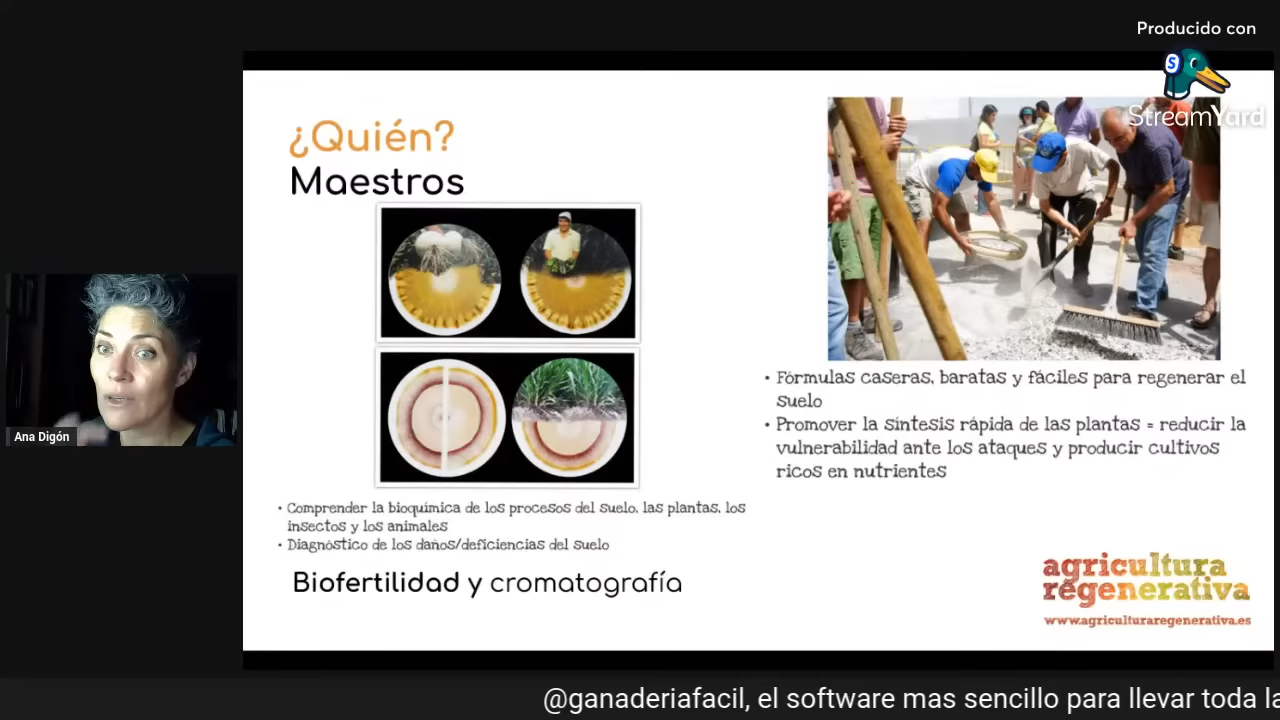 Producido con
StreamYard
¿Quién?
Maestros
• Fórmulas caseras, baratas y fáciles para regenerar el
suelo
• Promover la síntesis rápida de las plantas = reducir la
vulnerabilidad ante los ataques y producir cultivos
ricos en nutrientes
Ana Digón
• Comprender la bioquímica de los procesos del suelo, las plantas, los
insectos y los animales
• Diagnóstico de los daños/deficiencias del suelo
Biofertilidad y cromatografía
agricultura
regenerativa
www.agriculturaregenerativa.es
@ganaderiafacil, el software mas sencillo para llevar toda la